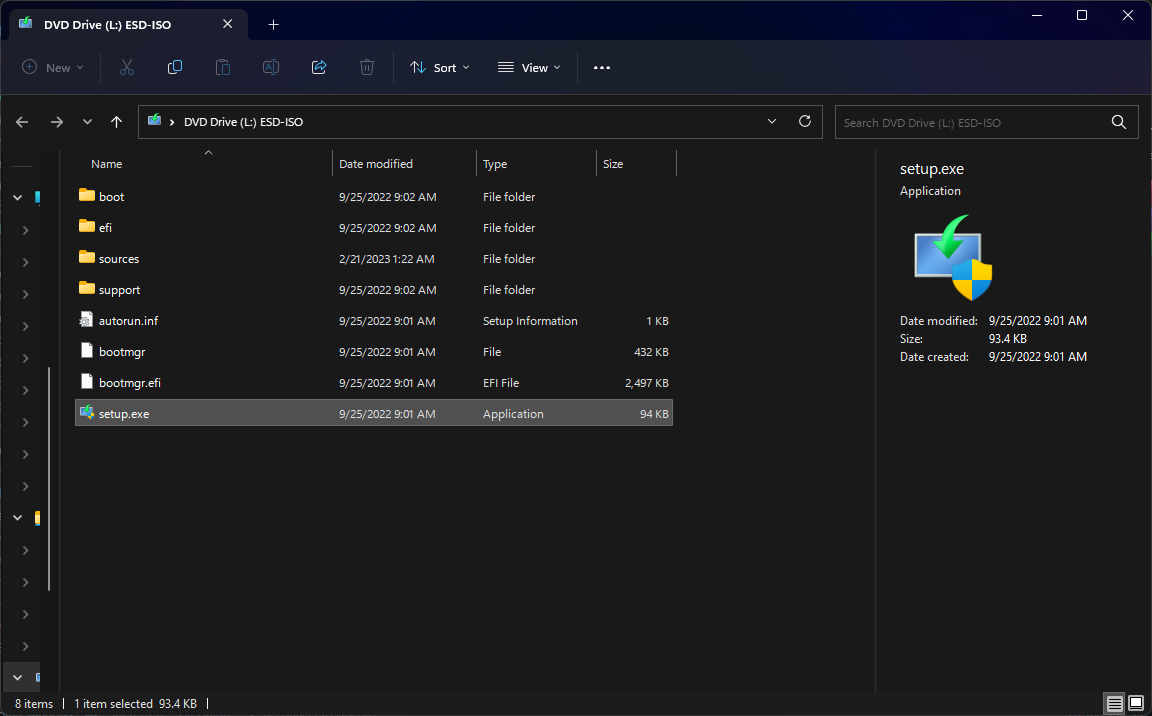 DVD Drive (L:) ESD-ISO
New
Sort
View
DVD Drive (L:) ESD-ISO
Search DVD Drive (L:) ESD-ISO
Name Date modified Type Size
boot 9/25/2022 9:02 AM File folder
efi 9/25/2022 9:02 AM File folder
sources 2/21/2023 1:22 AM File folder
support 9/25/2022 9:02 AM File folder
autorun.inf 9/25/2022 9:01 AM Setup Information 1 KB
bootmgr 9/25/2022 9:01 AM File 432 KB
bootmgr.efi 9/25/2022 9:01 AM EFI File 2,497 KB
setup.exe 9/25/2022 9:01 AM Application 94 KB
setup.exe
Application
Date modified: 9/25/2022 9:01 AM
Size: 93.4 KB
Date created: 9/25/2022 9:01 AM
8 items 1 item selected 93.4 KB